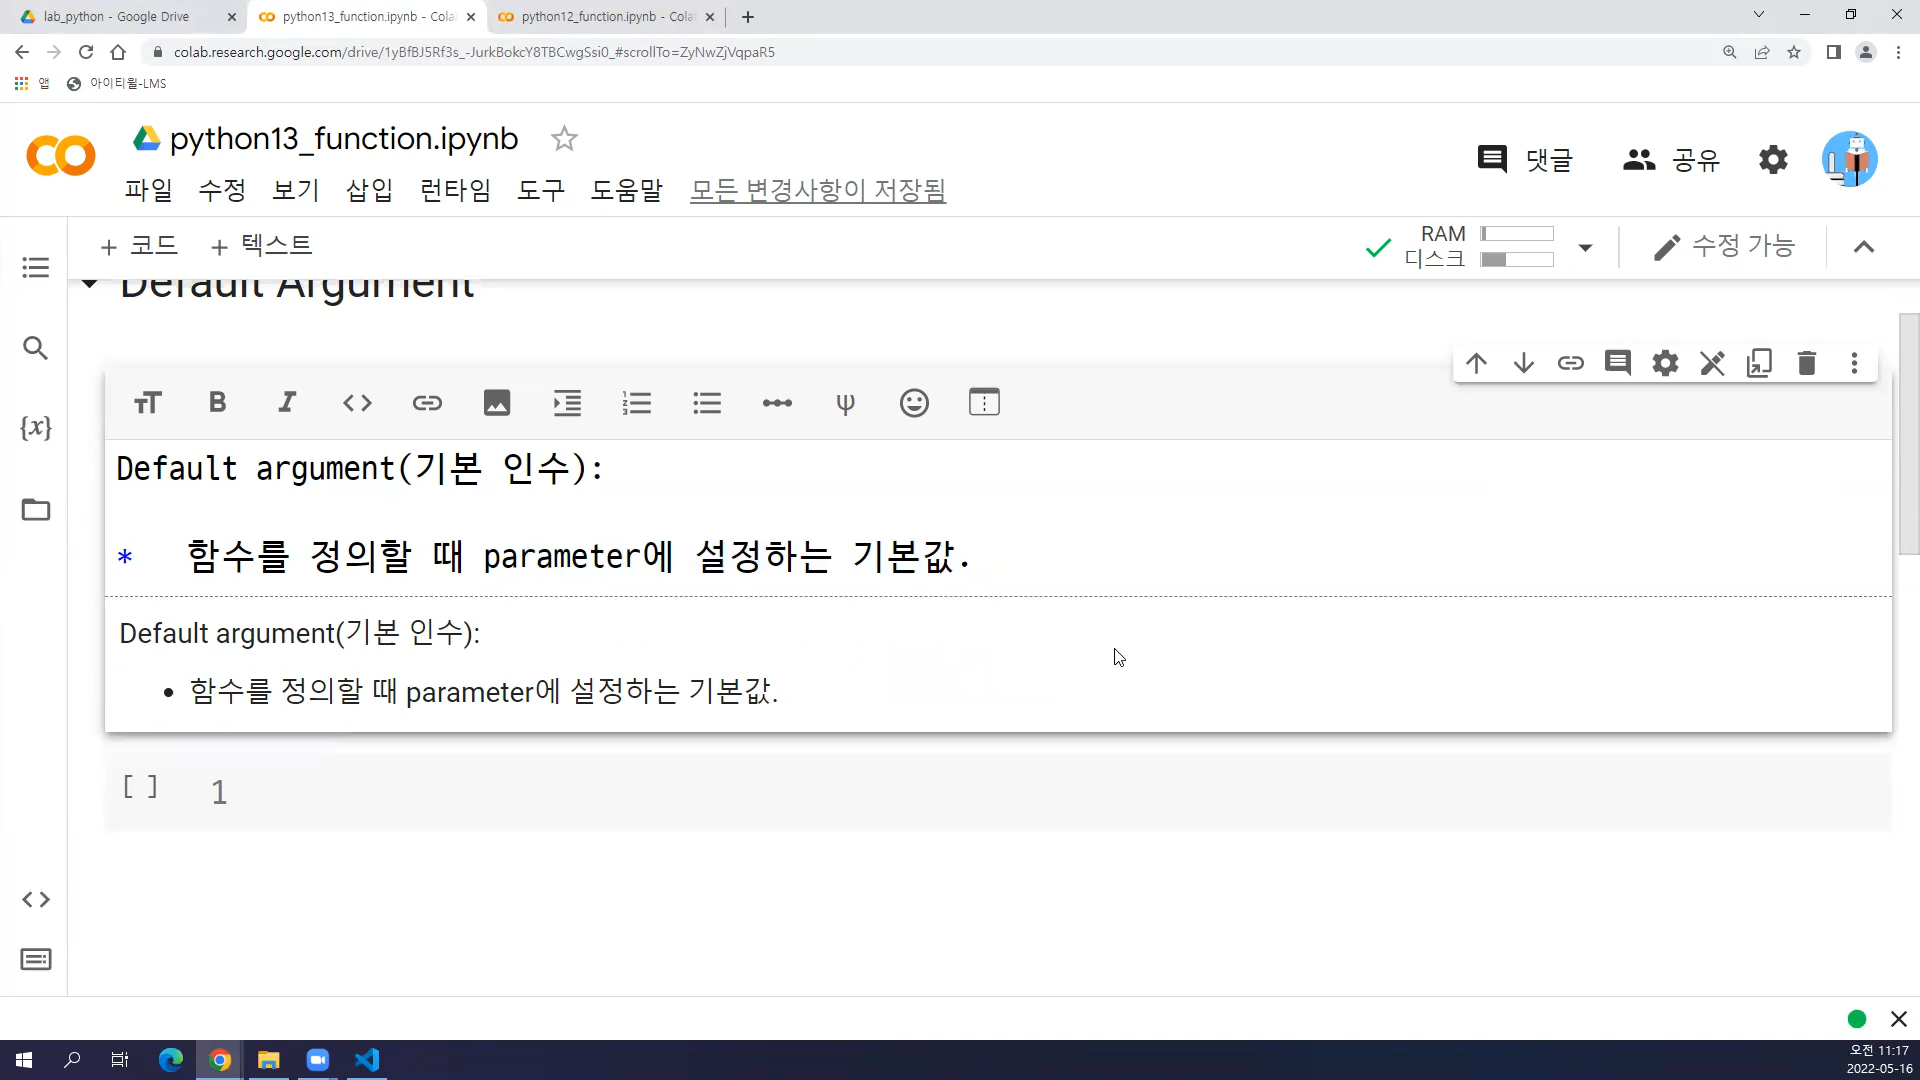 lab_python - Google Drive
python13_function.ipynb - Cola
python12_function.ipynb - Cola
colab.research.google.com/drive/1yBfBJ5Rf3s_-JurkBokcY8TBCwgSsi0_#scrollTo=ZyNwZjVqpaR5
앱 아이티윌-LMS
python13_function.ipynb
댓글 공유
파일 수정 보기 삽입 런타임 도구 도움말 모든 변경사항이 저장됨
+ 코드 + 텍스트
RAM
디스크
수정 가능
Default Argument
Default argument(기본 인수):
* 함수를 정의할 때 parameter에 설정하는 기본값.
Default argument(기본 인수):
• 함수를 정의할 때 parameter에 설정하는 기본값.
[ ] 1
오전 11:17
2022-05-16